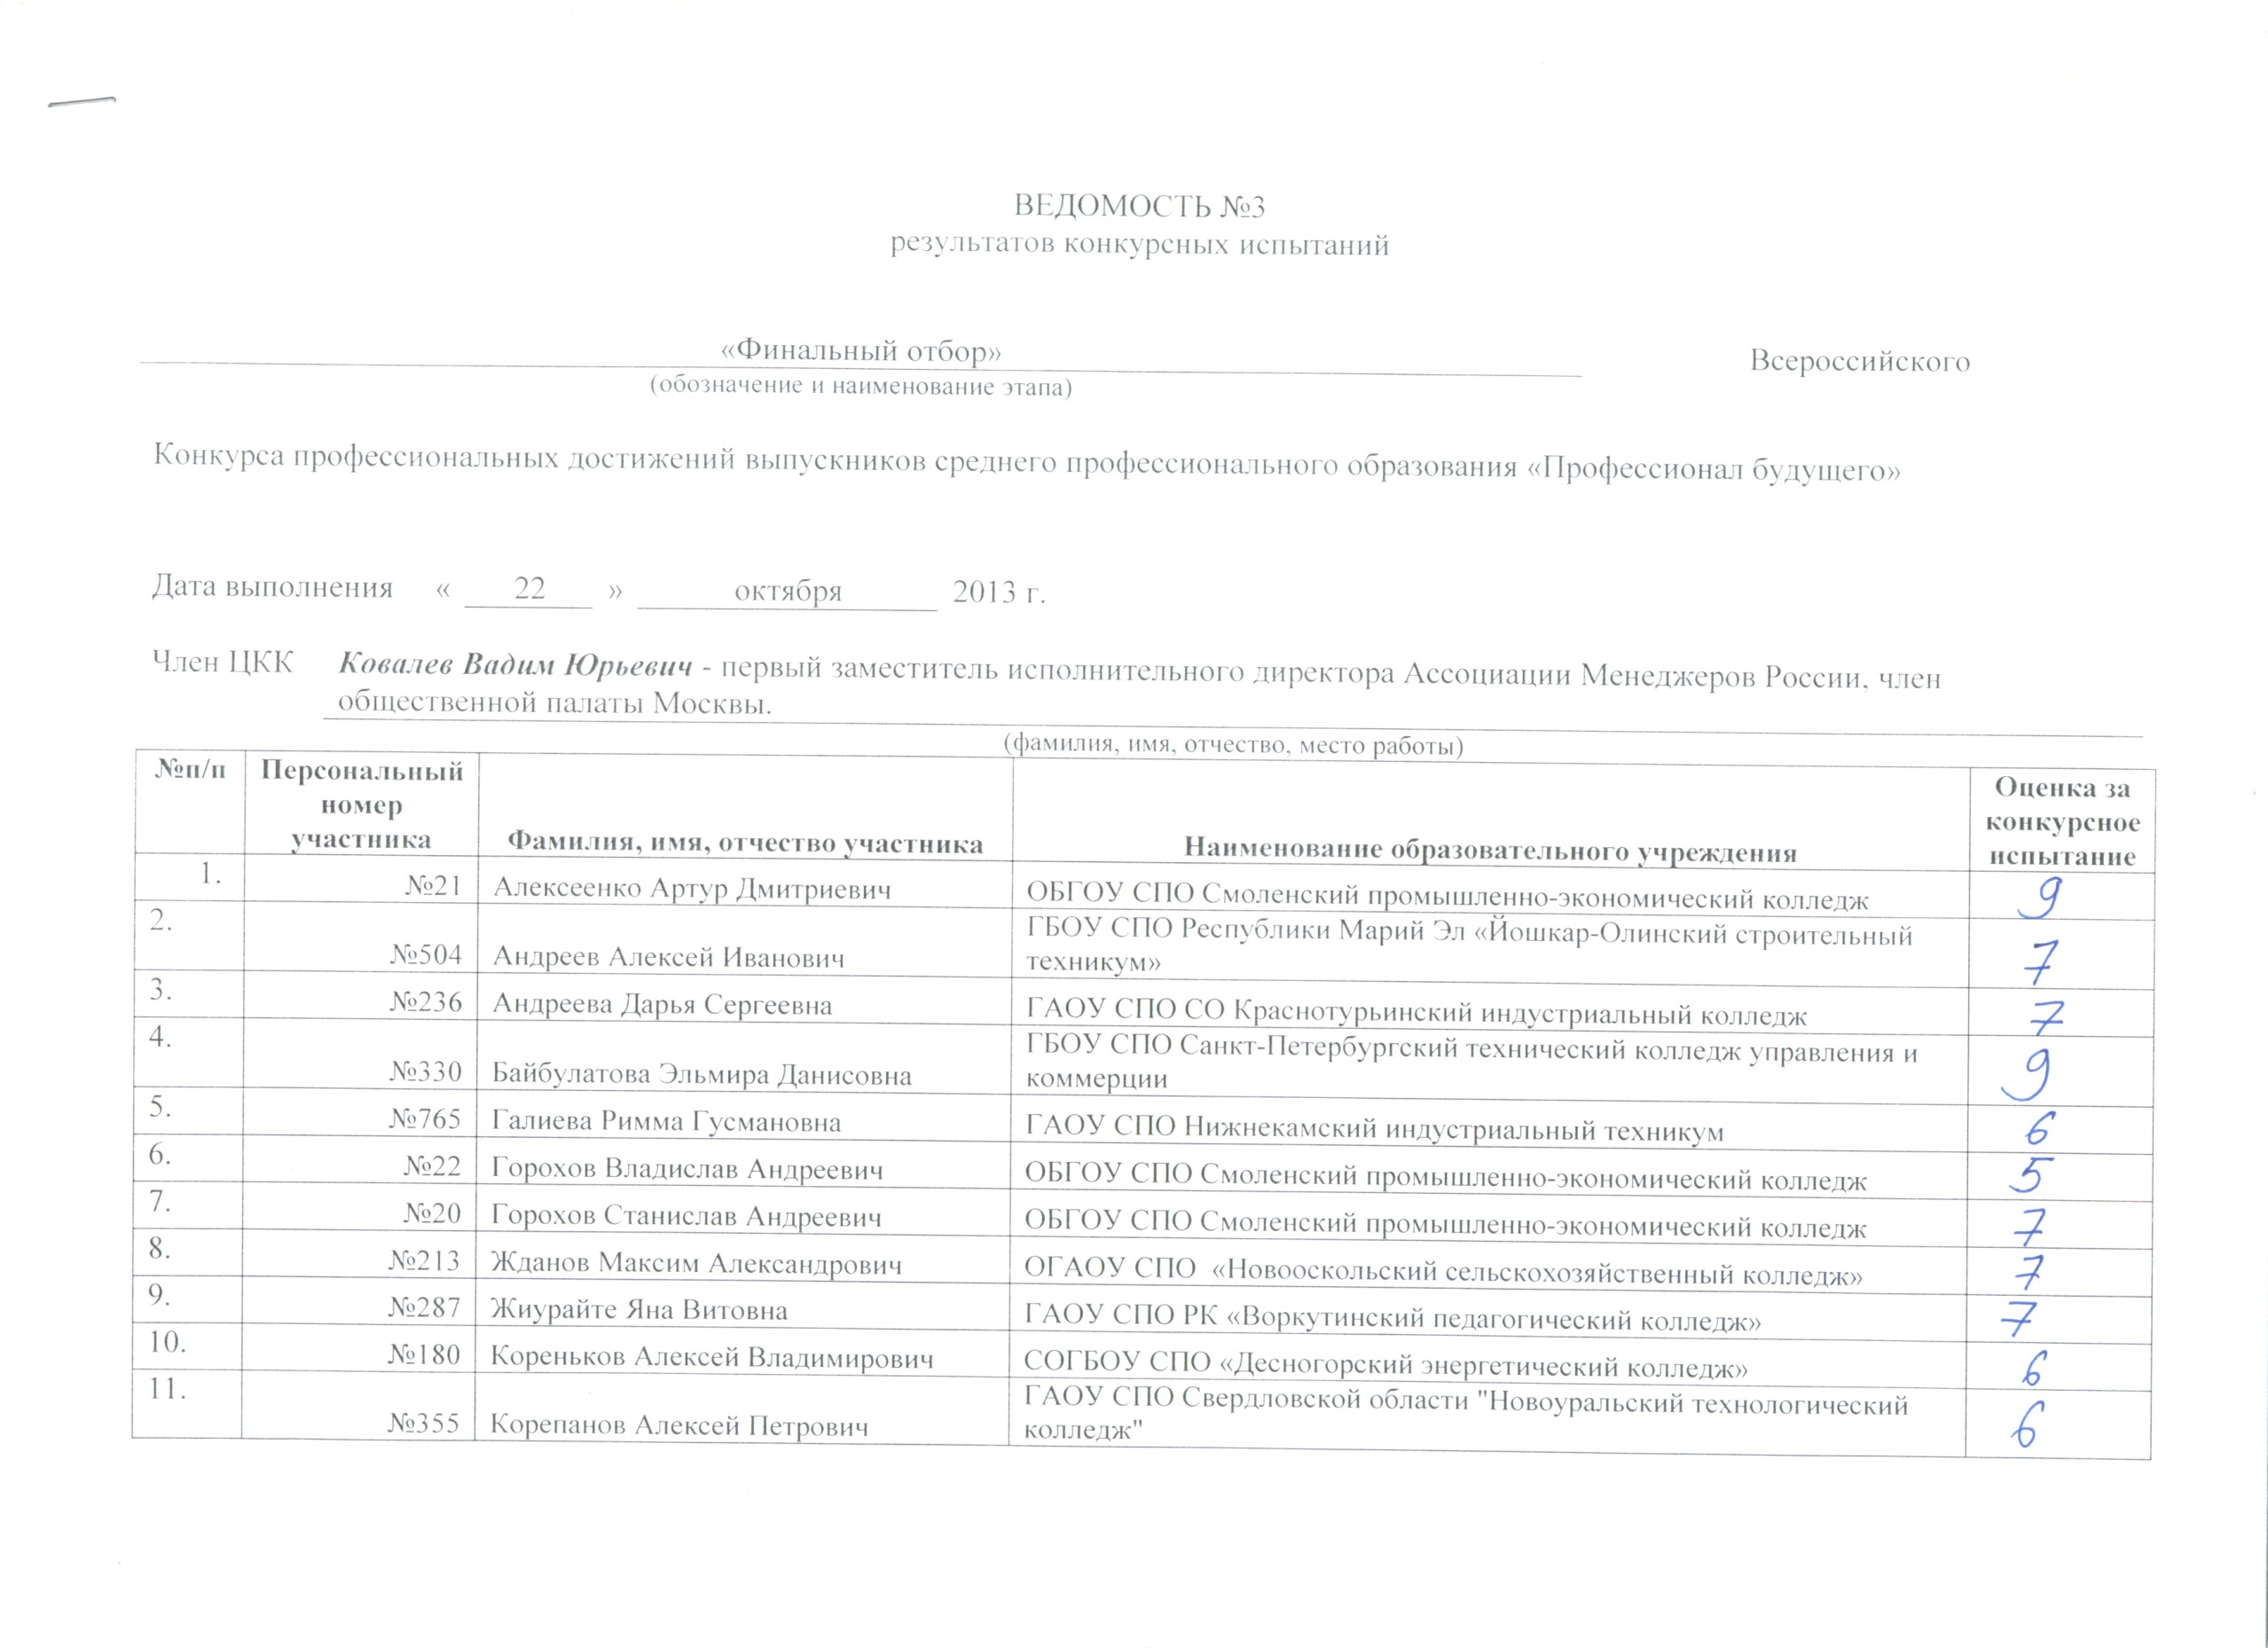 ВЕДОМОСТЬ №3
результатов конкурсных испытаний
«Финальный отбор» Всероссийского
(обозначение и наименование этапа)
Конкурса профессиональных достижений выпускников среднего профессионального образования «Профессионал будущего»
Дата выполнения « 22 » октября 2013 г.
Член ЦКК Ковалев Вадим Юрьевич - первый заместитель исполнительного директора Ассоциации Менеджеров России, член
общественной палаты Москвы.
(фамилия, имя, отчество, место работы)
№п/п Персональный номер участника Фамилия, имя, отчество участника Наименование образовательного учреждения Оценка за конкурсное испытание
1. №21 Алексеенко Артур Дмитриевич ОБГОУ СПО Смоленский промышленно-экономический колледж 9
2. №504 Андреев Алексей Иванович ГБОУ СПО Республики Марий Эл «Йошкар-Олинский строительный
техникум» 7
3. №236 Андреева Дарья Сергеевна ГАОУ СПО СО Краснотурьинский индустриальный колледж 7
4. №330 Байбулатова Эльмира Данисовна ГБОУ СПО Санкт-Петербургский технический колледж управления и
коммерции 9
5. №765 Галиева Римма Гусмановна ГАОУ СПО Нижнекамский индустриальный техникум 6
6. №22 Горохов Владислав Андреевич ОБГОУ СПО Смоленский промышленно-экономический колледж 5
7. №20 Горохов Станислав Андреевич ОБГОУ СПО Смоленский промышленно-экономический колледж 7
8. №213 Жданов Максим Александрович ОГАОУ СПО «Новооскольский сельскохозяйственный колледж» 7
9. №287 Жиурайте Яна Витовна ГАОУ СПО РК «Воркутинский педагогический колледж» 7
10. №180 Кореньков Алексей Владимирович СОГБОУ СПО «Десногорский энергетический колледж» 6
11. №355 Корепанов Алексей Петрович ГАОУ СПО Свердловской области "Новоуральский технологический
колледж" 6